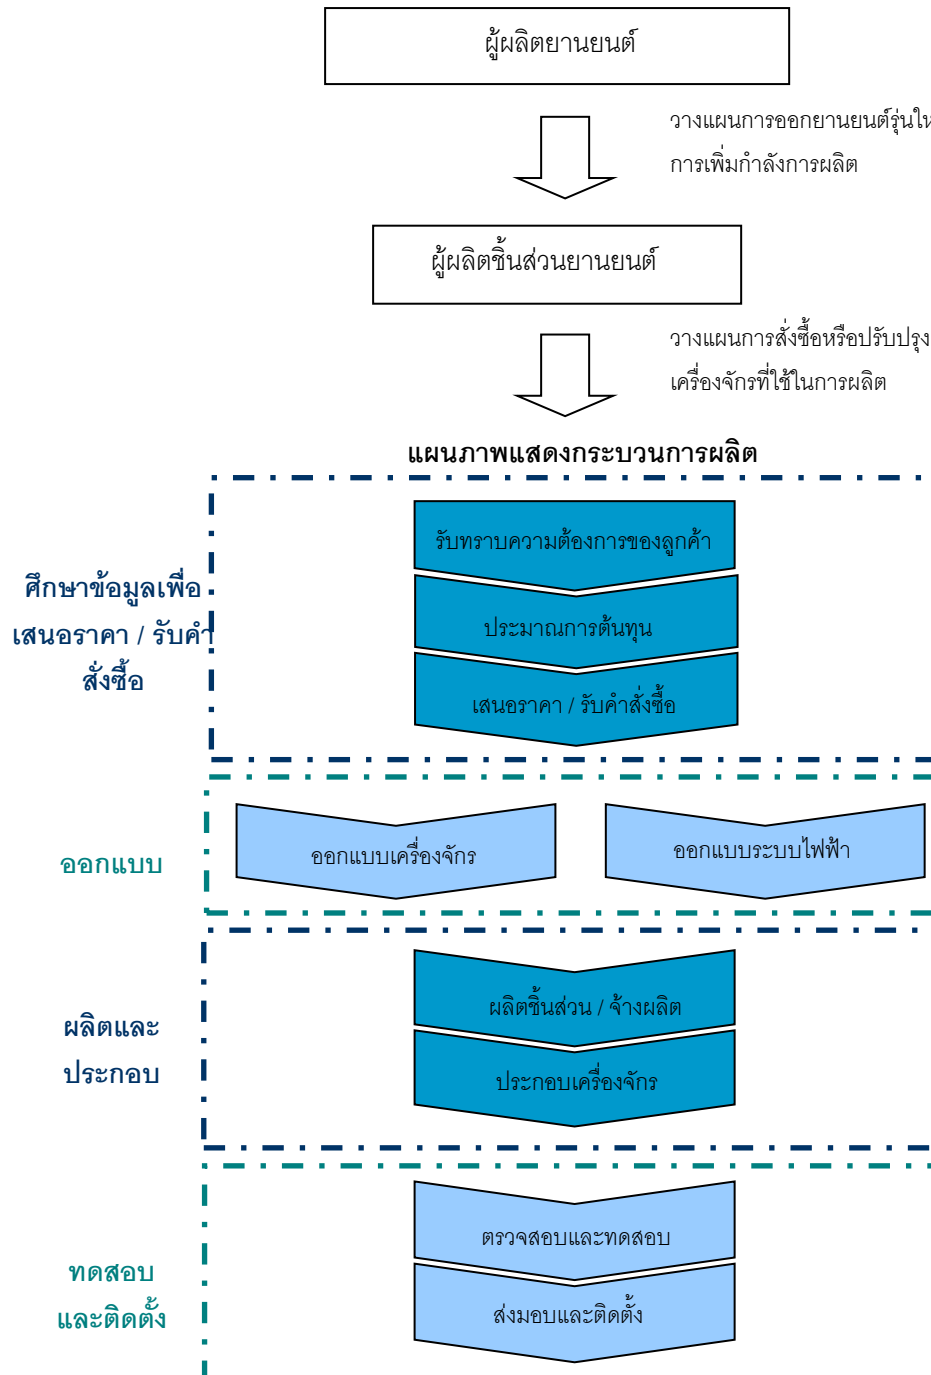 ผู้ผลิตยานยนต์
วางแผนการออกยานยนต์รุ่น
การเพิ่มกำลังการผลิต
ผู้ผลิตชิ้นส่วนยานยนต์
วางแผนการสั่งซื้อหรือปรับปรุง
เครื่องจักรที่ใช้ในการผลิต
แผนภาพแสดงกระบวนการผลิต
รับทราบความต้องการของลูกค้า
ศึกษาข้อมูลเพื่อ
เสนอราคา / รับคำ
สั่งซื้อ
ประมาณการต้นทุน
เสนอราคา / รับคำสั่งซื้อ
ออกแบบ
ออกแบบเครื่องจักร
ออกแบบระบบไฟฟ้า
ผลิตและ
ประกอบ
ผลิตชิ้นส่วน / จ้างผลิต
ประกอบเครื่องจักร
ทดสอบ
และติดตั้ง
ตรวจสอบและทดสอบ
ส่งมอบและติดตั้ง